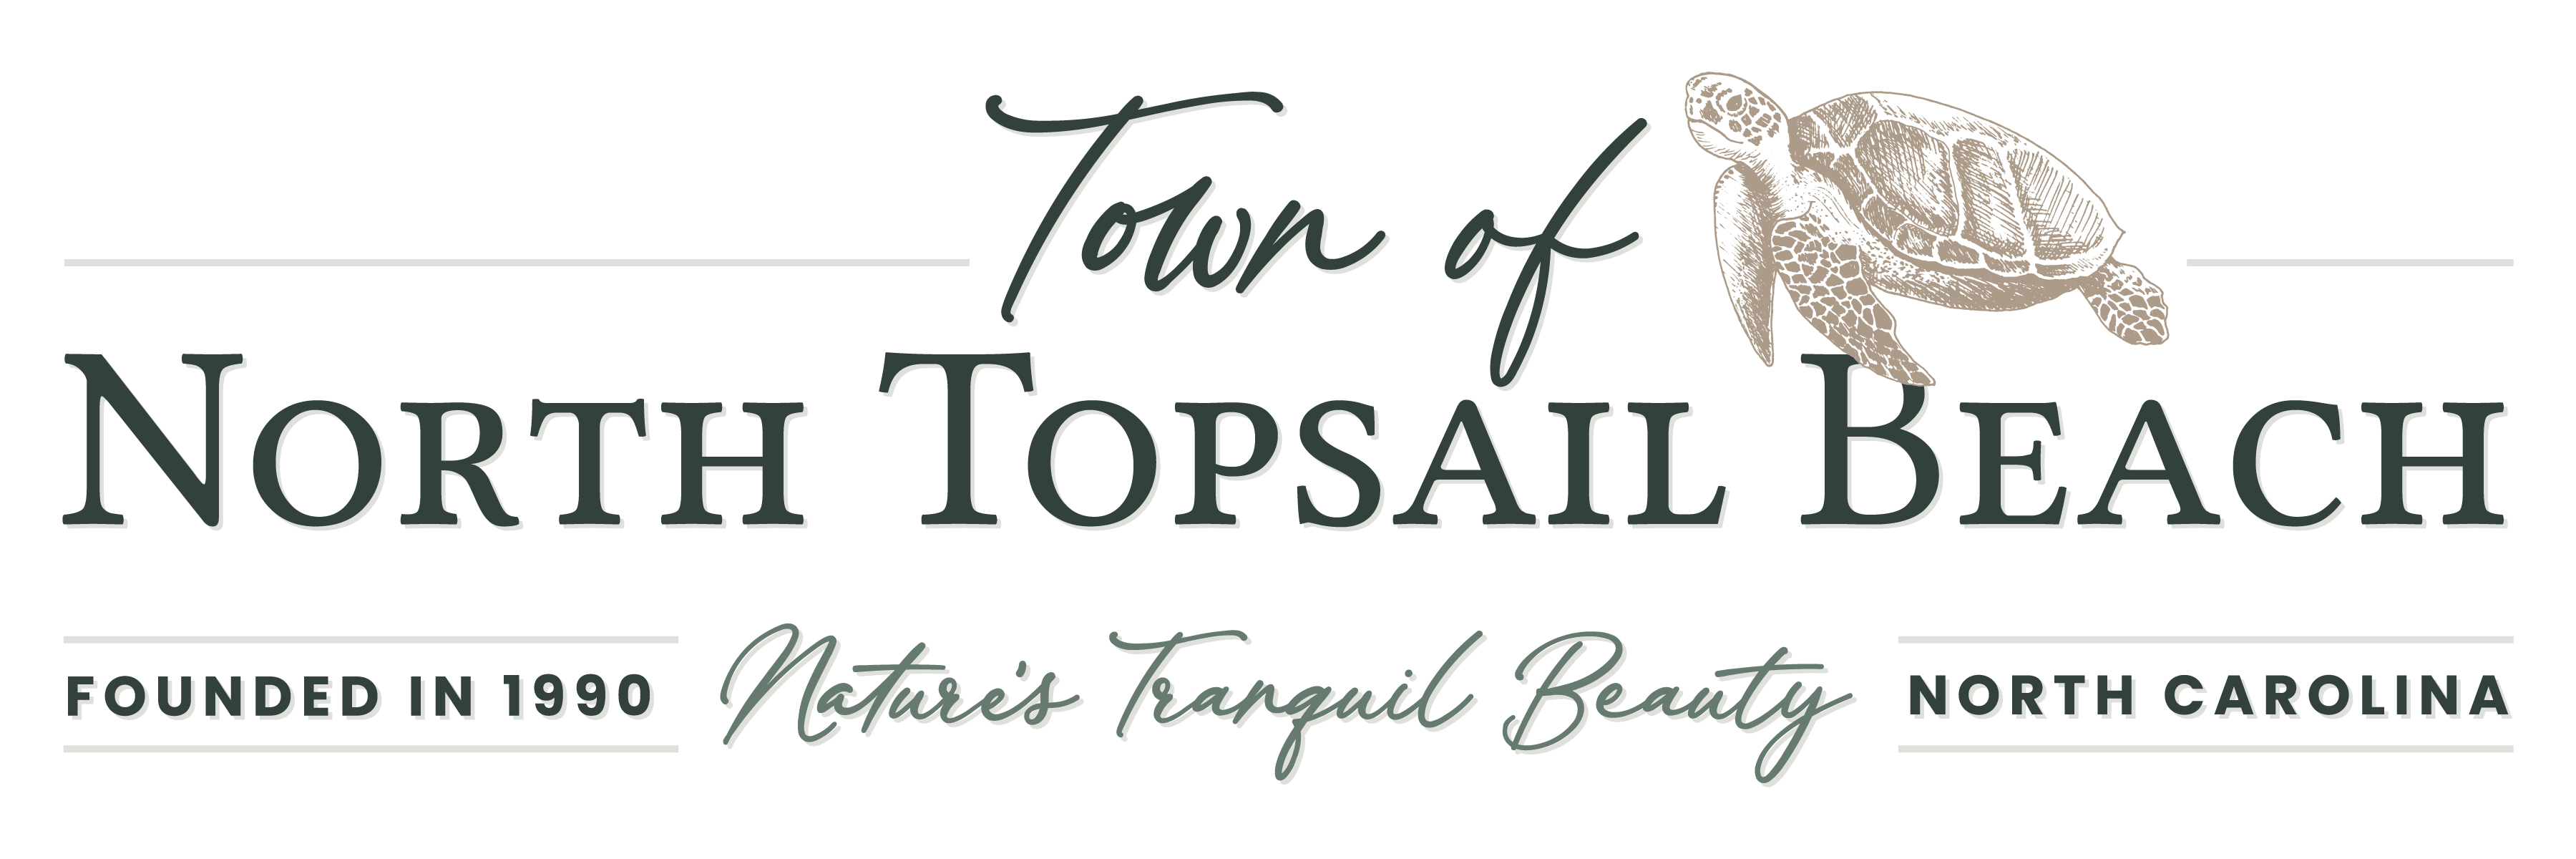 Town of
NORTH TOPSAIL BEACH
FOUNDED IN 1990 Nature's Tranquil Beauty NORTH CAROLINA